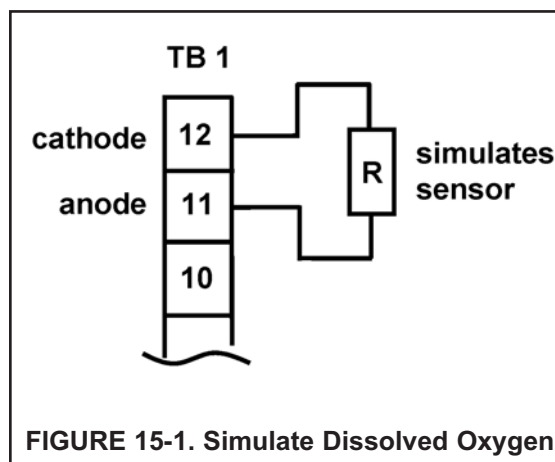 TB 1
cathode 12
anode 11
10
R
simulates
sensor
FIGURE 15-1. Simulate Dissolved Oxygen